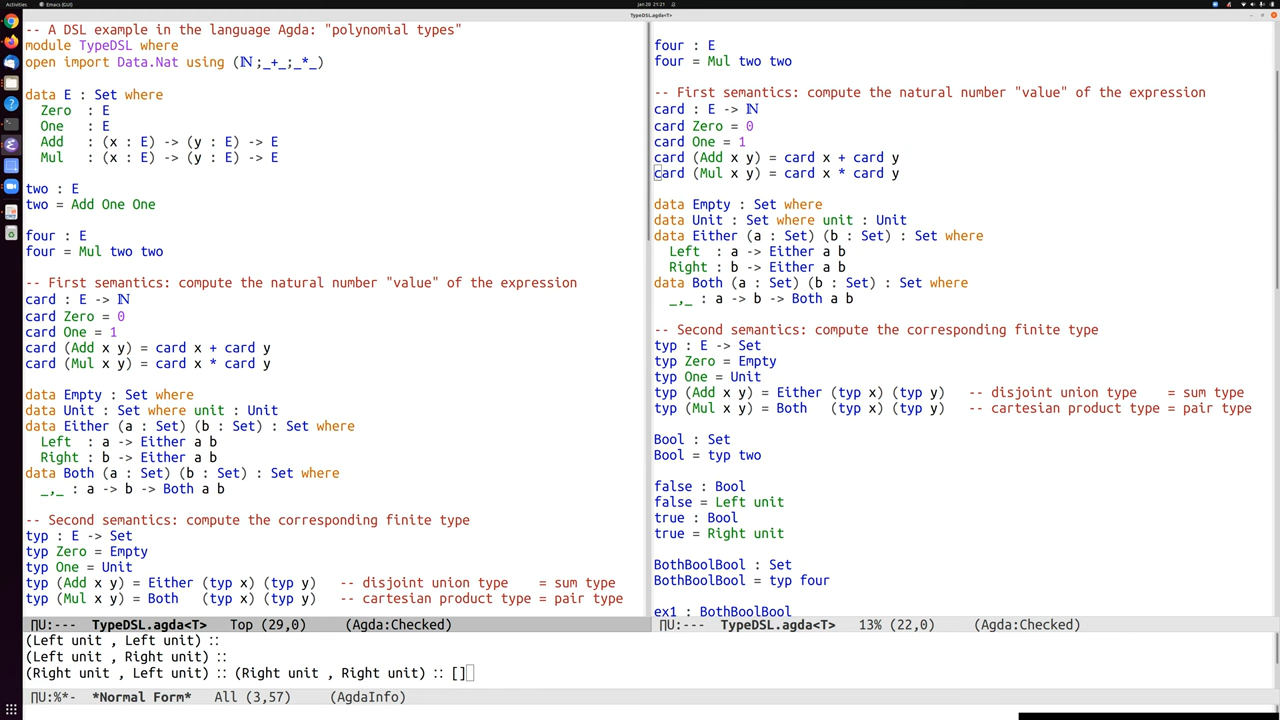 Activities
Emacs (GUI)
Jan 20 21:21
TypeDSL.agda<T>
-- A DSL example in the language Agda: "polynomial types"
module TypeDSL where
open import Data.Nat using (ℕ;_+_;_*_)
data E : Set where
  Zero : E
  One : E
  Add : (x : E) -> (y : E) -> E
  Mul : (x : E) -> (y : E) -> E
two : E
two = Add One One
four : E
four = Mul two two
-- First semantics: compute the natural number "value" of the expression
card : E -> ℕ
card Zero = 0
card One = 1
card (Add x y) = card x + card y
card (Mul x y) = card x * card y
data Empty : Set where
data Unit : Set where unit : Unit
data Either (a : Set) (b : Set) : Set where
  Left : a -> Either a b
  Right : b -> Either a b
data Both (a : Set) (b : Set) : Set where
  _,_ : a -> b -> Both a b
-- Second semantics: compute the corresponding finite type
typ : E -> Set
typ Zero = Empty
typ One = Unit
typ (Add x y) = Either (typ x) (typ y) -- disjoint union type = sum type
typ (Mul x y) = Both (typ x) (typ y) -- cartesian product type = pair type
∏U:--- TypeDSL.agda<T> Top (29,0) (Agda:Checked)
four : E
four = Mul two two
-- First semantics: compute the natural number "value" of the expression
card : E -> ℕ
card Zero = 0
card One = 1
card (Add x y) = card x + card y
card (Mul x y) = card x * card y
data Empty : Set where
data Unit : Set where unit : Unit
data Either (a : Set) (b : Set) : Set where
  Left : a -> Either a b
  Right : b -> Either a b
data Both (a : Set) (b : Set) : Set where
  _,_ : a -> b -> Both a b
-- Second semantics: compute the corresponding finite type
typ : E -> Set
typ Zero = Empty
typ One = Unit
typ (Add x y) = Either (typ x) (typ y) -- disjoint union type = sum type
typ (Mul x y) = Both (typ x) (typ y) -- cartesian product type = pair type
Bool : Set
Bool = typ two
false : Bool
false = Left unit
true : Bool
true = Right unit
BothBoolBool : Set
BothBoolBool = typ four
ex1 : BothBoolBool
∏U:--- TypeDSL.agda<T> 13% (22,0) (Agda:Checked)
(Left unit , Left unit) ∷
(Left unit , Right unit) ∷
(Right unit , Left unit) ∷ (Right unit , Right unit) ∷ []
∏U:%*- *Normal Form* All (3,57) (AgdaInfo)